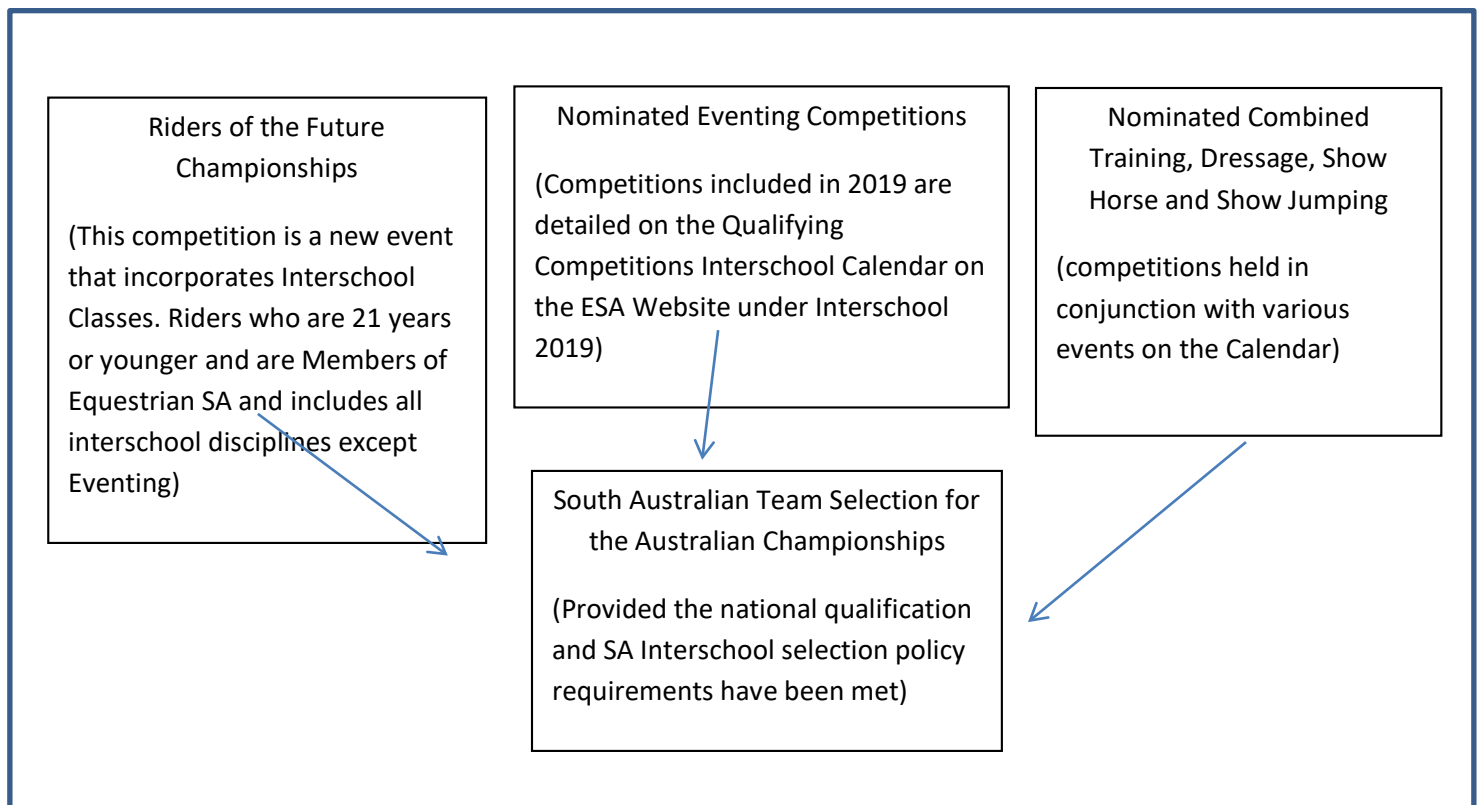 Riders of the Future
Championships
(This competition is a new event
that incorporates Interschool
Classes. Riders who are 21 years
or younger and are Members of
Equestrian SA and includes all
interschool disciplines except
Eventing)
Nominated Eventing Competitions
(Competitions included in 2019 are
detailed on the Qualifying
Competitions Interschool Calendar on
the ESA Website under Interschool
2019)
Nominated Combined
Training, Dressage, Show
Horse and Show Jumping
(competitions held in
conjunction with various
events on the Calendar)
South Australian Team Selection for
the Australian Championships
(Provided the national qualification
and SA Interschool selection policy
requirements have been met)